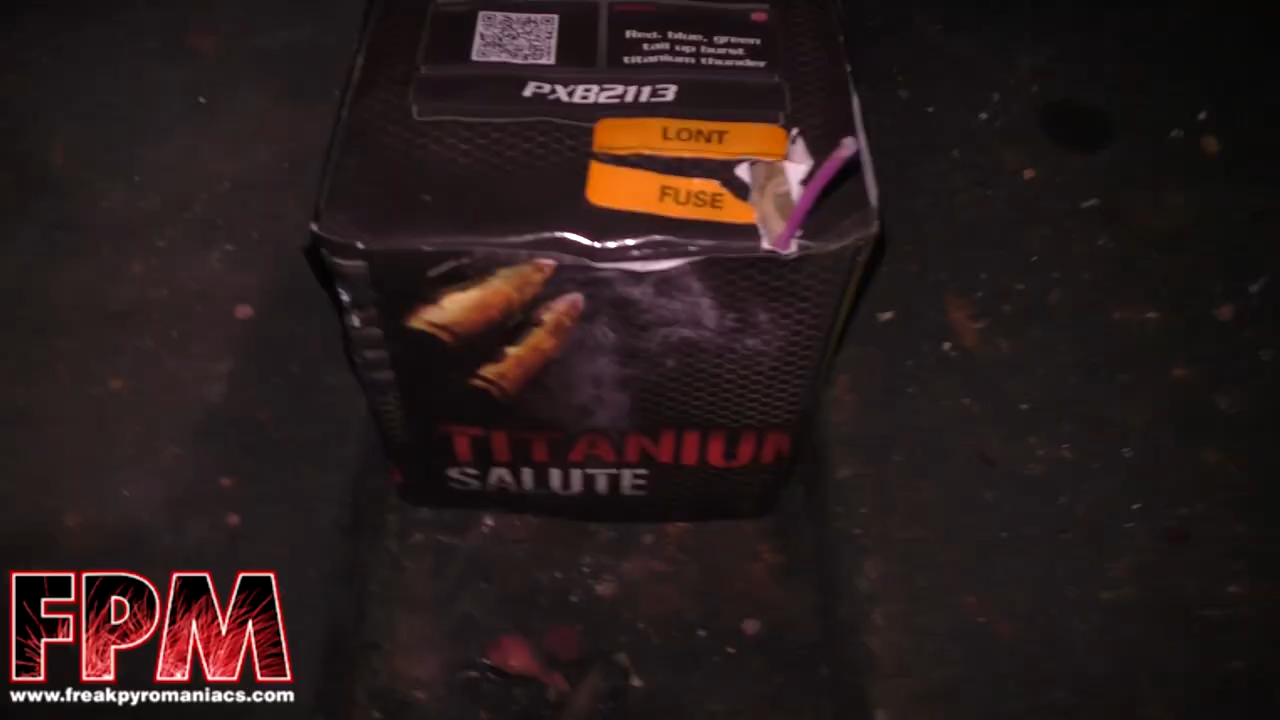 Red, blue, green
tail up burst
titanium thunder
PXB2113
LONT
FUSE
TITANIUM
SALUTE
FPM
www.freakpyromaniacs.com